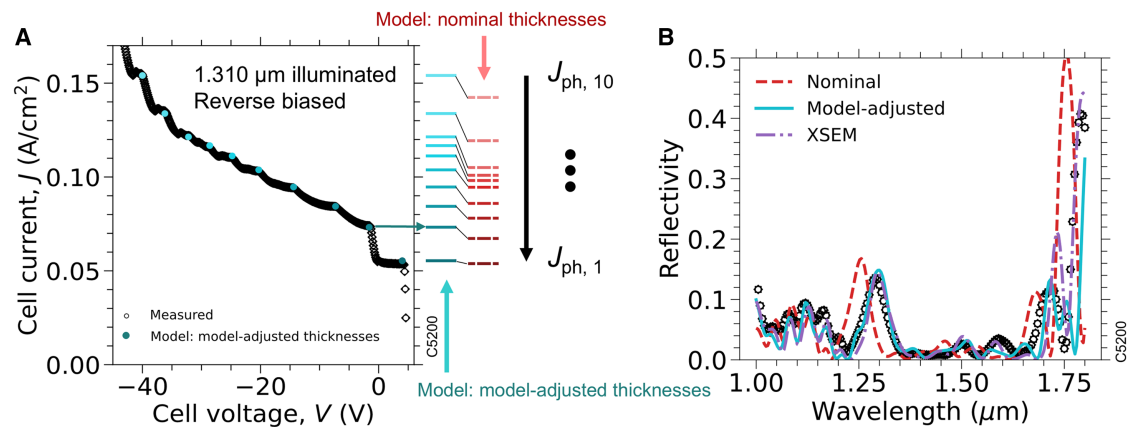 Model: nominal thicknesses
A
B
1.310 μm illuminated
Reverse biased
0.15
0.10
0.05
0.00
Cell current, J (A/cm²)
Measured
Model: model-adjusted thicknesses
−40
−20
0
Cell voltage, V (V)
C5200
Jph, 10
Jph, 1
Model: model-adjusted thicknesses
Nominal
Model-adjusted
XSEM
0.5
0.4
0.3
0.2
0.1
0.0
Reflectivity
1.00
1.25
1.50
1.75
Wavelength (μm)
C5200